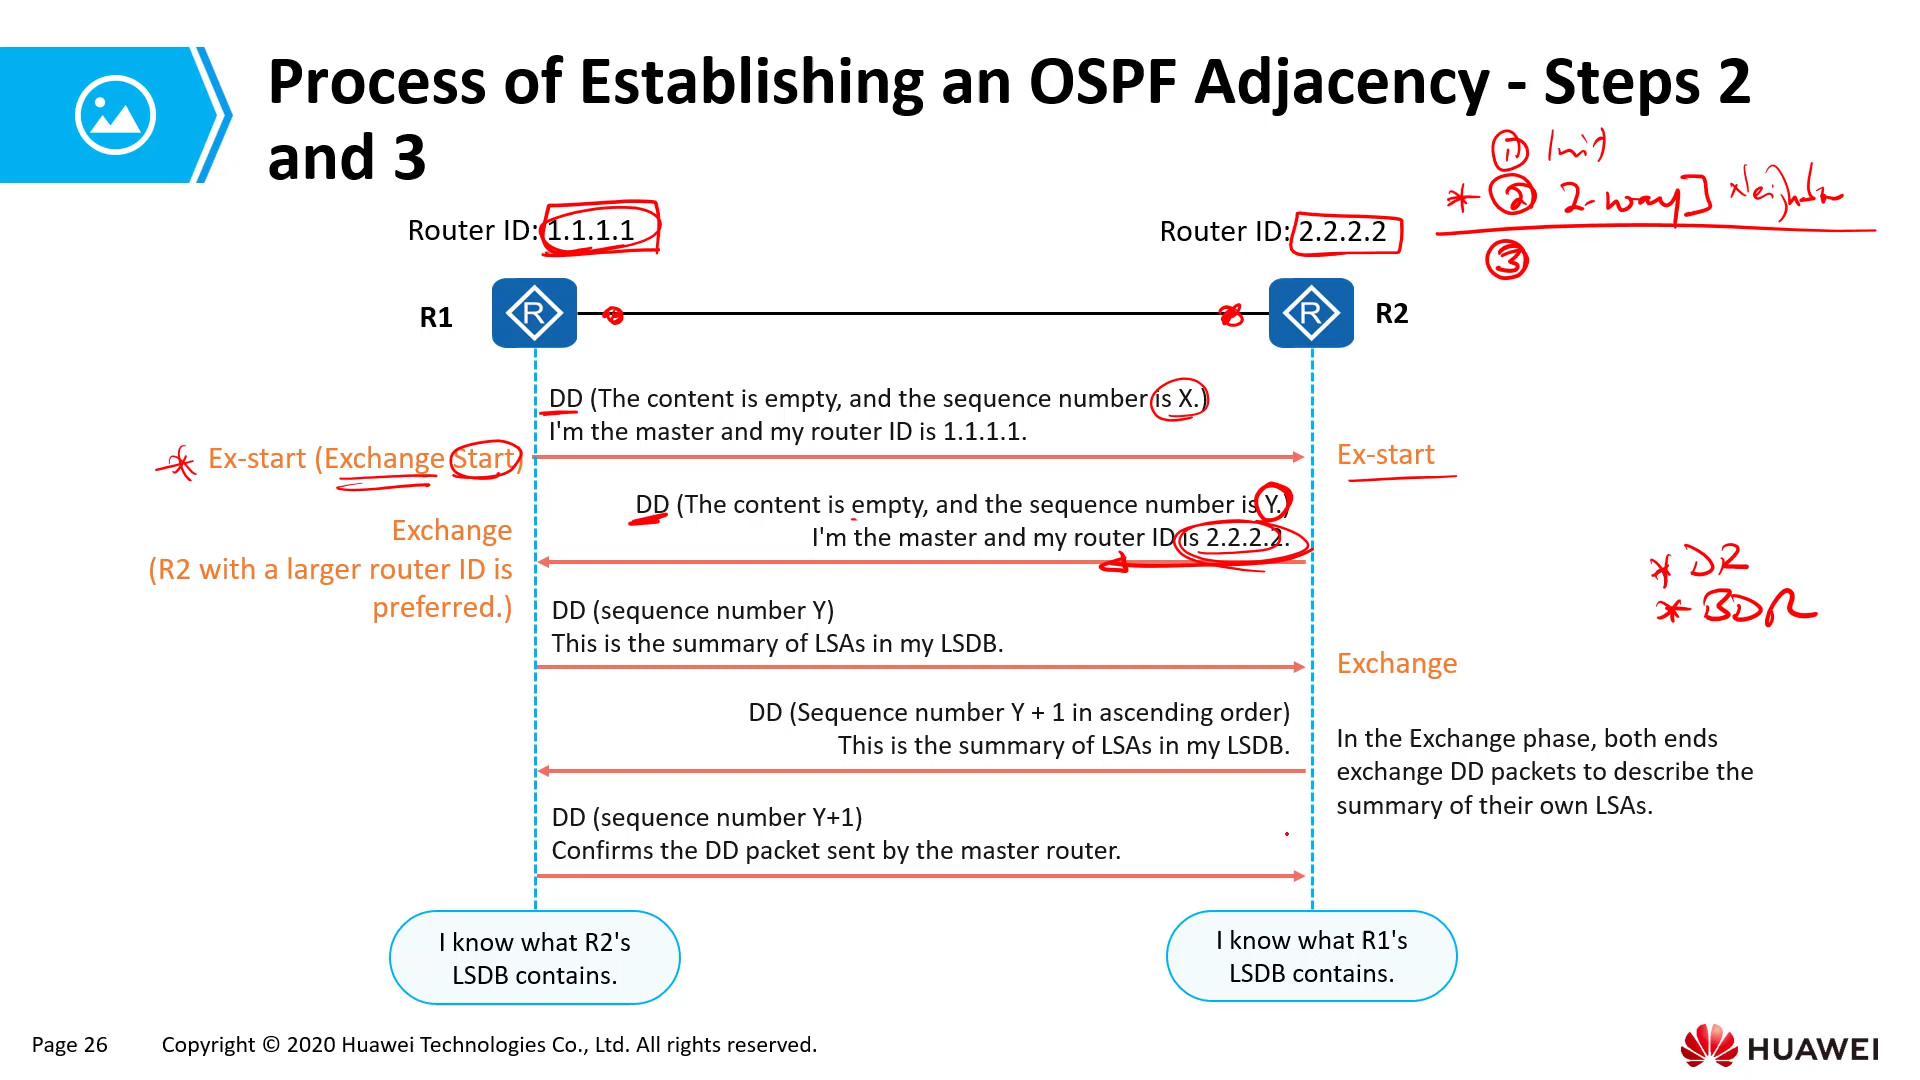 Process of Establishing an OSPF Adjacency - Steps 2
and 3
① Init
* ② 2-way] Neighbor
③
Router ID: 1.1.1.1
Router ID: 2.2.2.2
R1
R
R
R2
DD (The content is empty, and the sequence number is X.)
I'm the master and my router ID is 1.1.1.1.
* Ex-start (Exchange Start)
Ex-start
DD (The content is empty, and the sequence number is Y.)
I'm the master and my router ID is 2.2.2.2.
Exchange
(R2 with a larger router ID is
preferred.)
* DR
* BDR
DD (sequence number Y)
This is the summary of LSAs in my LSDB.
Exchange
DD (Sequence number Y + 1 in ascending order)
This is the summary of LSAs in my LSDB.
In the Exchange phase, both ends
exchange DD packets to describe the
summary of their own LSAs.
DD (sequence number Y+1)
Confirms the DD packet sent by the master router.
I know what R2's
LSDB contains.
I know what R1's
LSDB contains.
Page 26
Copyright © 2020 Huawei Technologies Co., Ltd. All rights reserved.
HUAWEI